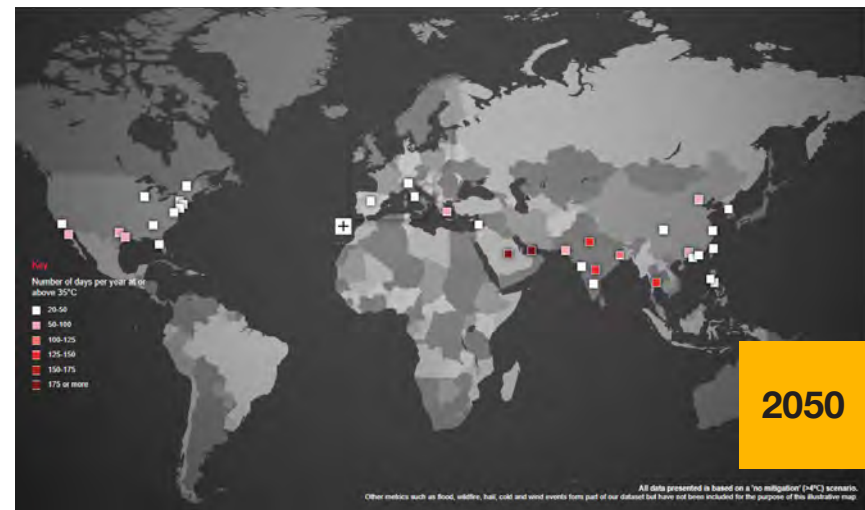 Key
Number of days per year at or
above 35°C
20-50
50-100
100-125
125-150
150-175
175 or more
2050
All data presented is based on a 'no mitigation' (>4°C) scenario.
Other metrics such as flood, wildfire, hail, cold and wind events form part of our dataset but have not been included for the purpose of this illustrative map.